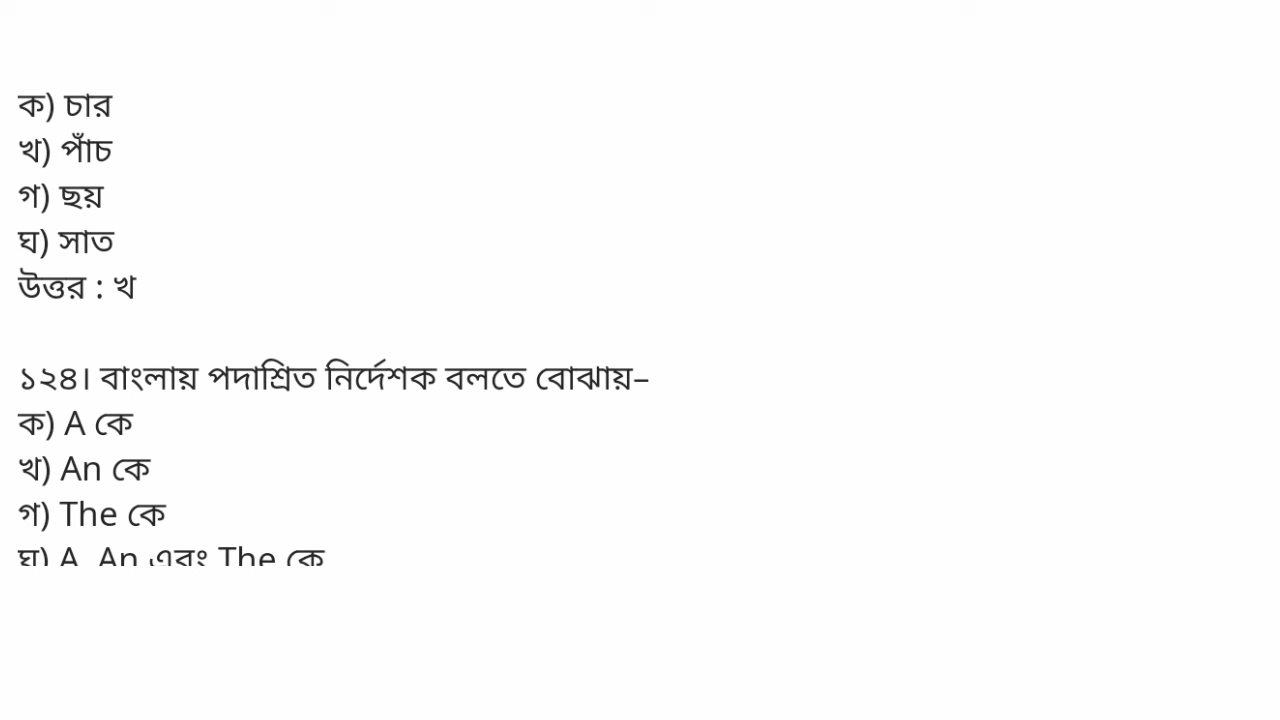 ক) চার
খ) পাঁচ
গ) ছয়
ঘ) সাত
উত্তর : খ
১২৪। বাংলায় পদাশ্রিত নির্দেশক বলতে বোঝায়–
ক) A কে
খ) An কে
গ) The কে
ঘ) A, An এবং The কে